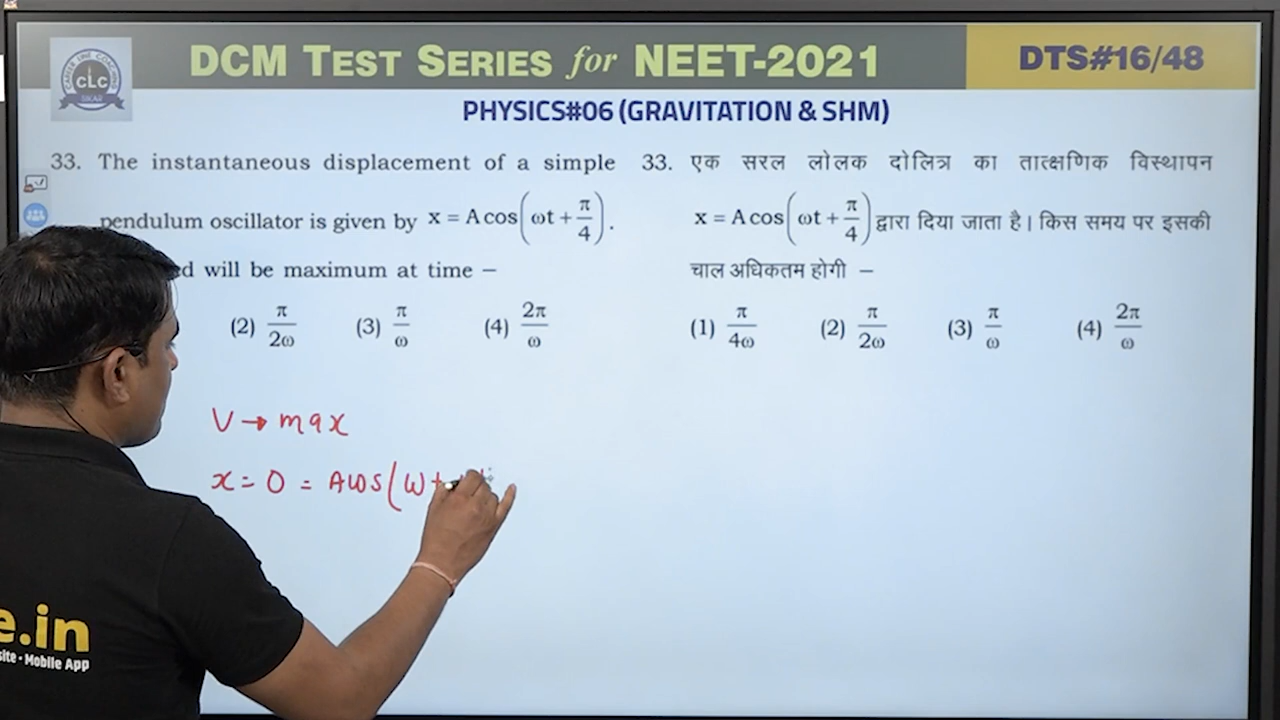 DCM TEST SERIES for NEET-2021
DTS#16/48
CLC
SIKAR
PHYSICS#06 (GRAVITATION & SHM)
33. The instantaneous displacement of a simple
pendulum oscillator is given by x = A cos(ωt + π/4).
d will be maximum at time –
(2) π/2ω (3) π/ω (4) 2π/ω
33. एक सरल लोलक दोलित्र का तात्क्षणिक विस्थापन
x = A cos(ωt + π/4) द्वारा दिया जाता है। किस समय पर इसकी
चाल अधिकतम होगी –
(1) π/4ω (2) π/2ω (3) π/ω (4) 2π/ω
V → max
x = 0 = A cos(ωt
e.in
site • Mobile App